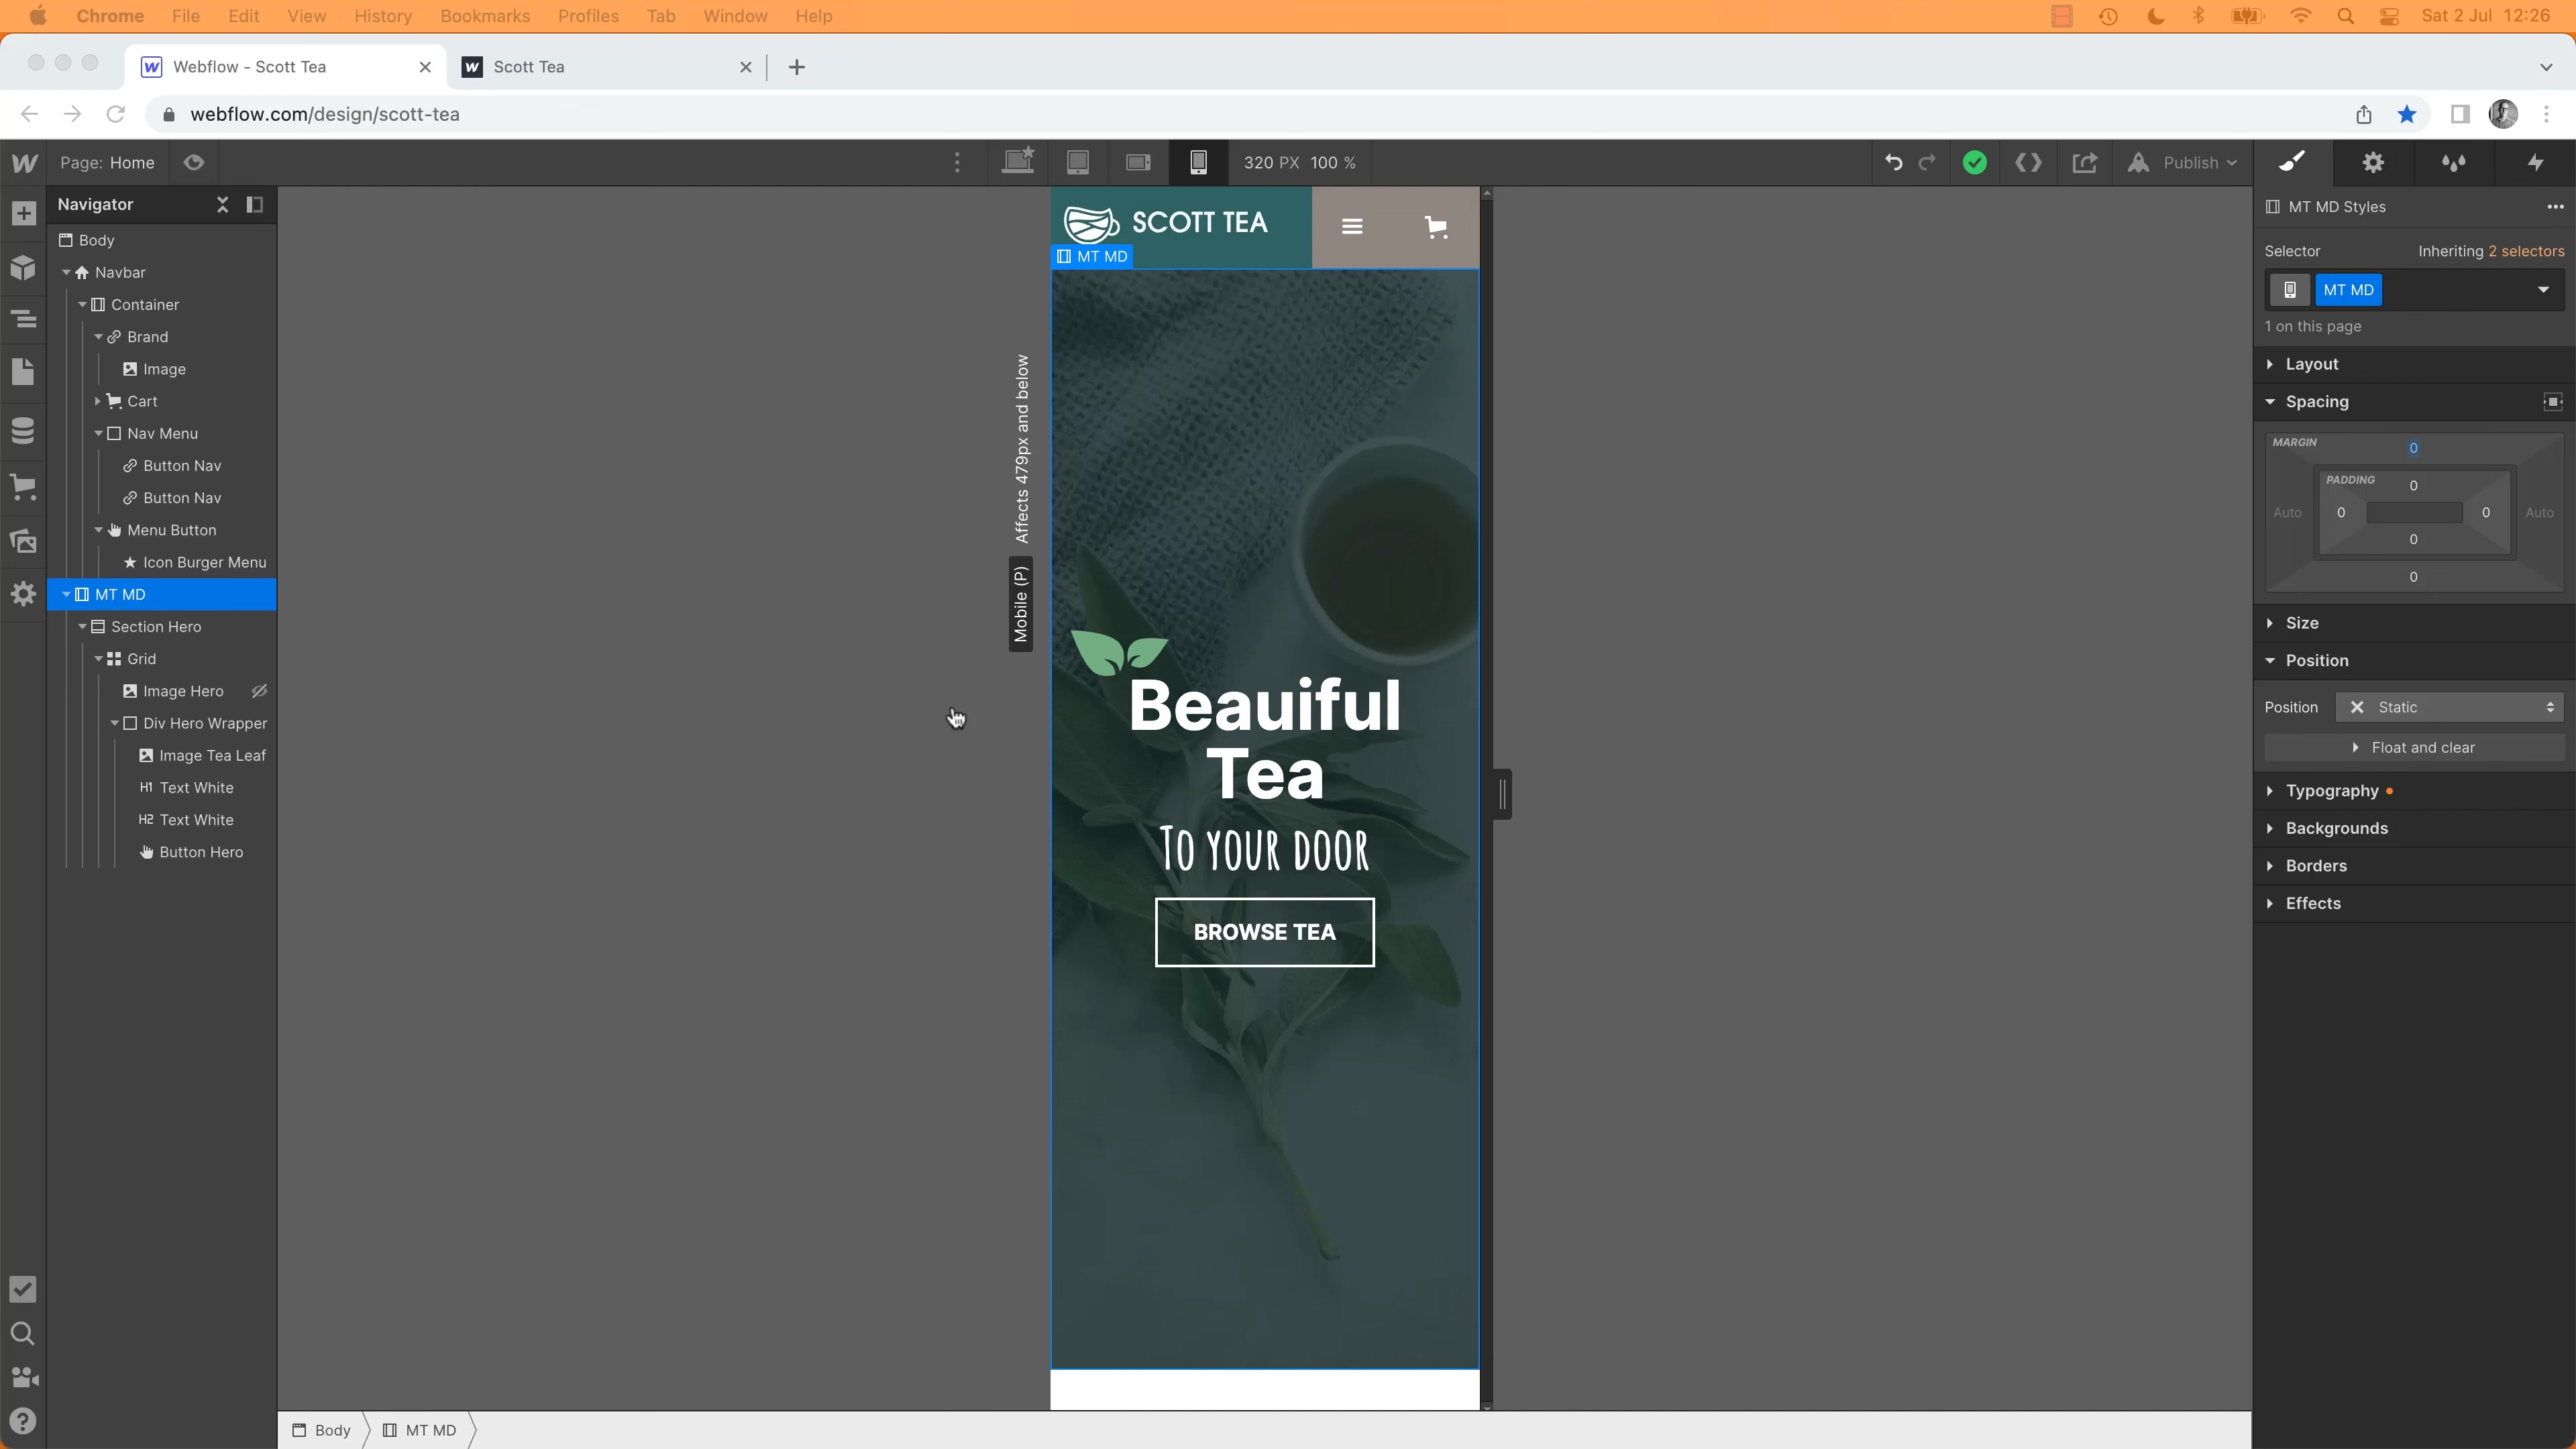 Chrome File Edit View History Bookmarks Profiles Tab Window Help Sat 2 Jul 12:26
Webflow - Scott Tea Scott Tea
webflow.com/design/scott-tea
Page: Home 320 PX 100 % Publish
Navigator
Body
Navbar
Container
Brand
Image
Cart
Nav Menu
Button Nav
Button Nav
Menu Button
Icon Burger Menu
MT MD
Section Hero
Grid
Image Hero
Div Hero Wrapper
Image Tea Leaf
H1 Text White
H2 Text White
Button Hero
Affects 479px and below
Mobile (P)
SCOTT TEA
MT MD
Beauiful
Tea
TO YOUR DOOR
BROWSE TEA
MT MD Styles
Selector Inheriting 2 selectors
MT MD
1 on this page
Layout
Spacing
MARGIN 0
PADDING 0
Auto 0 0 Auto
0
0
Size
Position
Position Static
Float and clear
Typography
Backgrounds
Borders
Effects
Body MT MD